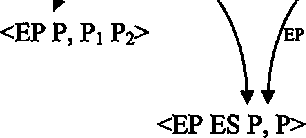 <EP P, P₁ P₂>
EP
<EP ES P, P>